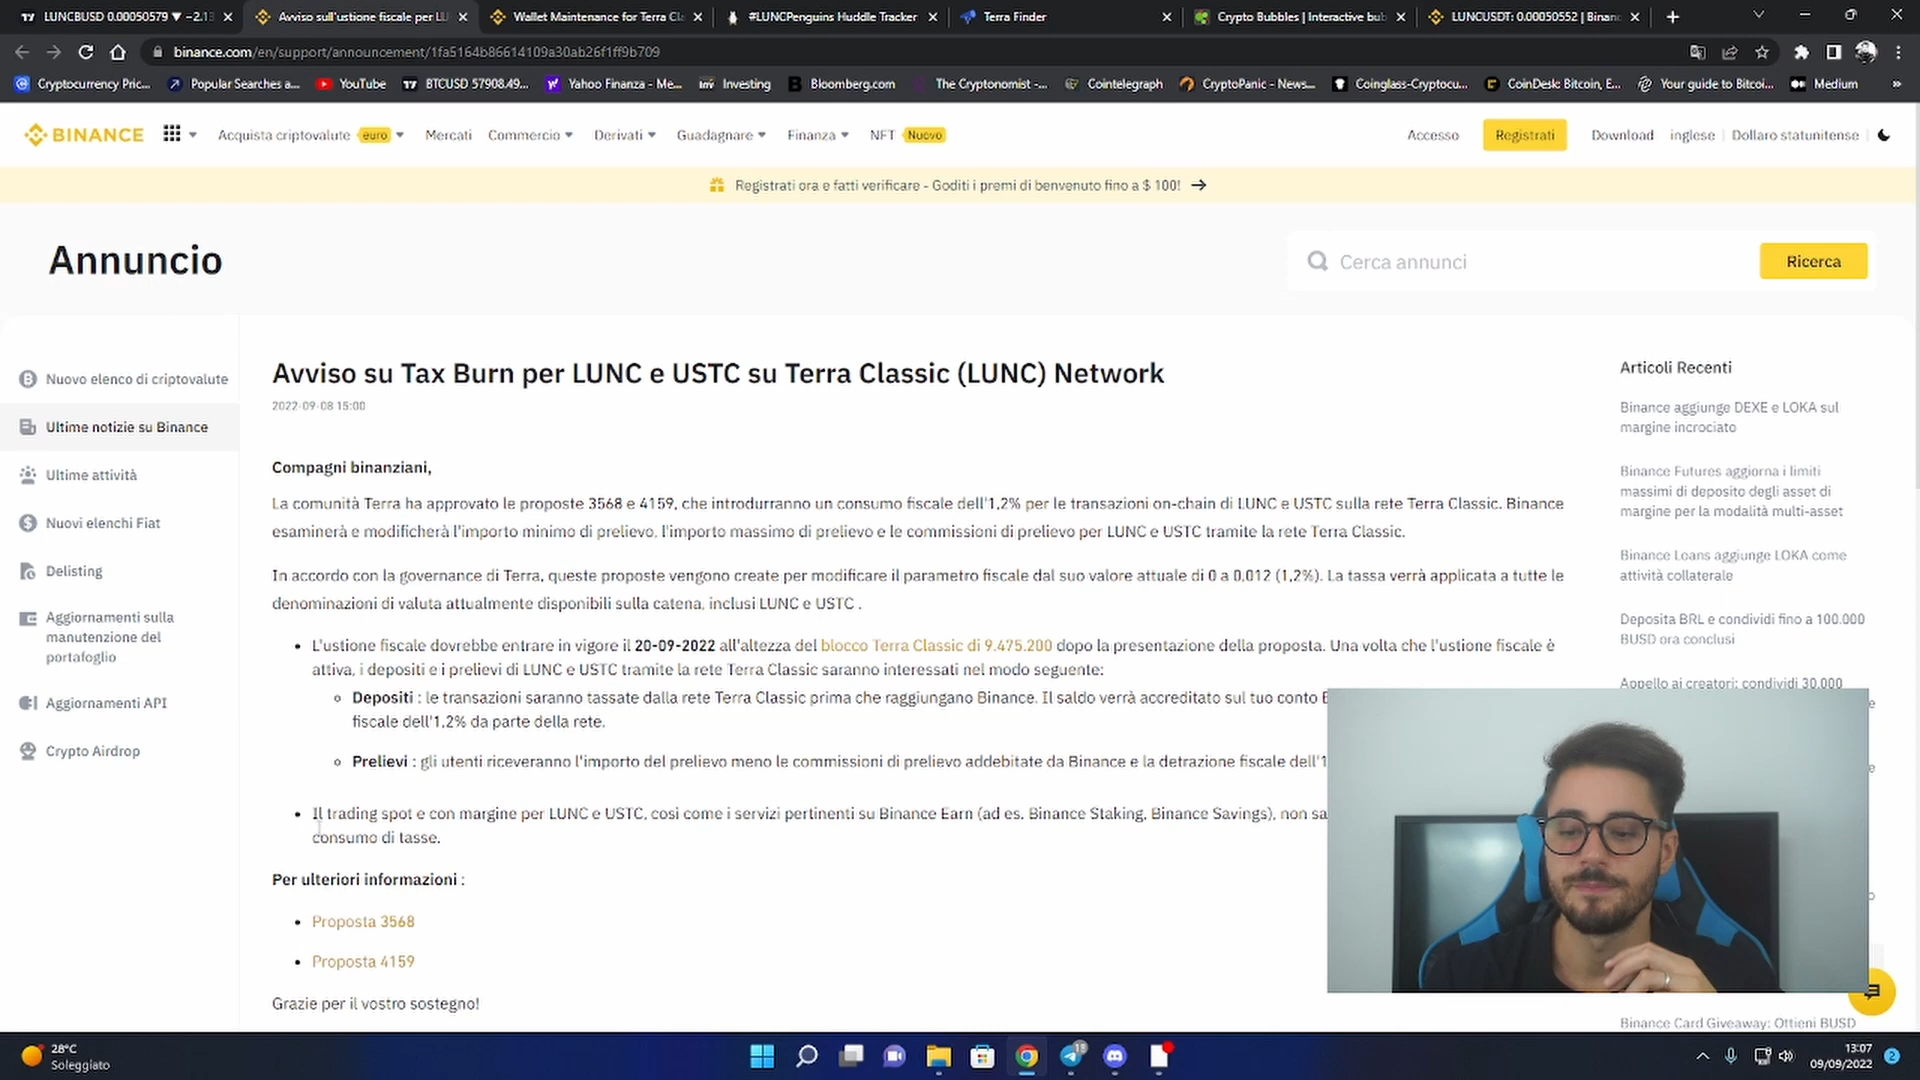 LUNCBUSD 0.00050579 ▼ −2.13
Avviso sull'ustione fiscale per LU
Wallet Maintenance for Terra Cla
#LUNCPenguins Huddle Tracker
Terra Finder
Crypto Bubbles | Interactive bub
LUNCUSDT: 0.00050552 | Binanc
binance.com/en/support/announcement/1fa5164b86614109a30ab26f1ff9b709
Cryptocurrency Pric...
Popular Searches a...
YouTube
BTCUSD 57908.49...
Yahoo Finanza - Me...
Investing
Bloomberg.com
The Cryptonomist -...
Cointelegraph
CryptoPanic - News...
Coinglass-Cryptocu...
CoinDesk: Bitcoin, E...
Your guide to Bitcoi...
Medium
BINANCE
Acquista criptovalute euro
Mercati
Commercio
Derivati
Guadagnare
Finanza
NFT Nuovo
Accesso
Registrati
Download
inglese
Dollaro statunitense
Registrati ora e fatti verificare - Goditi i premi di benvenuto fino a $ 100!
Annuncio
Cerca annunci
Ricerca
Nuovo elenco di criptovalute
Ultime notizie su Binance
Ultime attività
Nuovi elenchi Fiat
Delisting
Aggiornamenti sulla
manutenzione del
portafoglio
Aggiornamenti API
Crypto Airdrop
Avviso su Tax Burn per LUNC e USTC su Terra Classic (LUNC) Network
2022-09-08 15:00
Compagni binanziani,
La comunità Terra ha approvato le proposte 3568 e 4159, che introdurranno un consumo fiscale dell'1,2% per le transazioni on-chain di LUNC e USTC sulla rete Terra Classic. Binance
esaminerà e modificherà l'importo minimo di prelievo, l'importo massimo di prelievo e le commissioni di prelievo per LUNC e USTC tramite la rete Terra Classic.
In accordo con la governance di Terra, queste proposte vengono create per modificare il parametro fiscale dal suo valore attuale di 0 a 0,012 (1,2%). La tassa verrà applicata a tutte le
denominazioni di valuta attualmente disponibili sulla catena, inclusi LUNC e USTC .
L'ustione fiscale dovrebbe entrare in vigore il 20-09-2022 all'altezza del blocco Terra Classic di 9.475.200 dopo la presentazione della proposta. Una volta che l'ustione fiscale è
attiva, i depositi e i prelievi di LUNC e USTC tramite la rete Terra Classic saranno interessati nel modo seguente:
Depositi : le transazioni saranno tassate dalla rete Terra Classic prima che raggiungano Binance. Il saldo verrà accreditato sul tuo conto B
fiscale dell'1,2% da parte della rete.
Prelievi : gli utenti riceveranno l'importo del prelievo meno le commissioni di prelievo addebitate da Binance e la detrazione fiscale dell'1
Il trading spot e con margine per LUNC e USTC, così come i servizi pertinenti su Binance Earn (ad es. Binance Staking, Binance Savings), non sa
consumo di tasse.
Per ulteriori informazioni :
Proposta 3568
Proposta 4159
Grazie per il vostro sostegno!
Articoli Recenti
Binance aggiunge DEXE e LOKA sul
margine incrociato
Binance Futures aggiorna i limiti
massimi di deposito degli asset di
margine per la modalità multi-asset
Binance Loans aggiunge LOKA come
attività collaterale
Deposita BRL e condividi fino a 100.000
BUSD ora conclusi
Appello ai creatori: condividi 30.000
Binance Card Giveaway: Ottieni BUSD
28°C
Soleggiato
13:07
09/09/2022
2